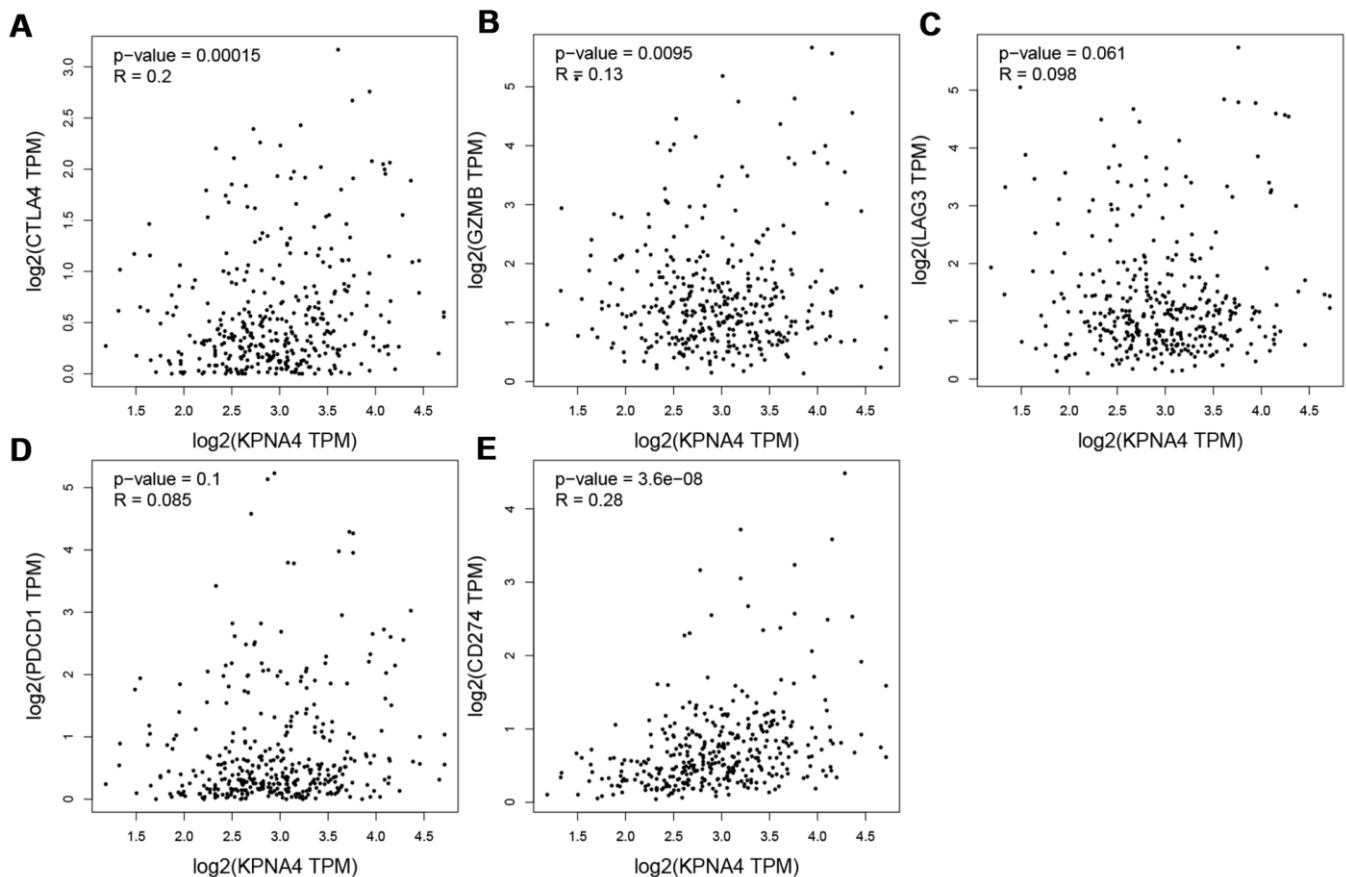 A
p-value = 0.00015
R = 0.2
log2(CTLA4 TPM)
0.0 0.5 1.0 1.5 2.0 2.5 3.0
1.5 2.0 2.5 3.0 3.5 4.0 4.5
log2(KPNA4 TPM)
B
p-value = 0.0095
R = 0.13
log2(GZMB TPM)
0 1 2 3 4 5
1.5 2.0 2.5 3.0 3.5 4.0 4.5
log2(KPNA4 TPM)
C
p-value = 0.061
R = 0.098
log2(LAG3 TPM)
0 1 2 3 4 5
1.5 2.0 2.5 3.0 3.5 4.0 4.5
log2(KPNA4 TPM)
D
p-value = 0.1
R = 0.085
log2(PDCD1 TPM)
0 1 2 3 4 5
1.5 2.0 2.5 3.0 3.5 4.0 4.5
log2(KPNA4 TPM)
E
p-value = 3.6e-08
R = 0.28
log2(CD274 TPM)
0 1 2 3 4
1.5 2.0 2.5 3.0 3.5 4.0 4.5
log2(KPNA4 TPM)